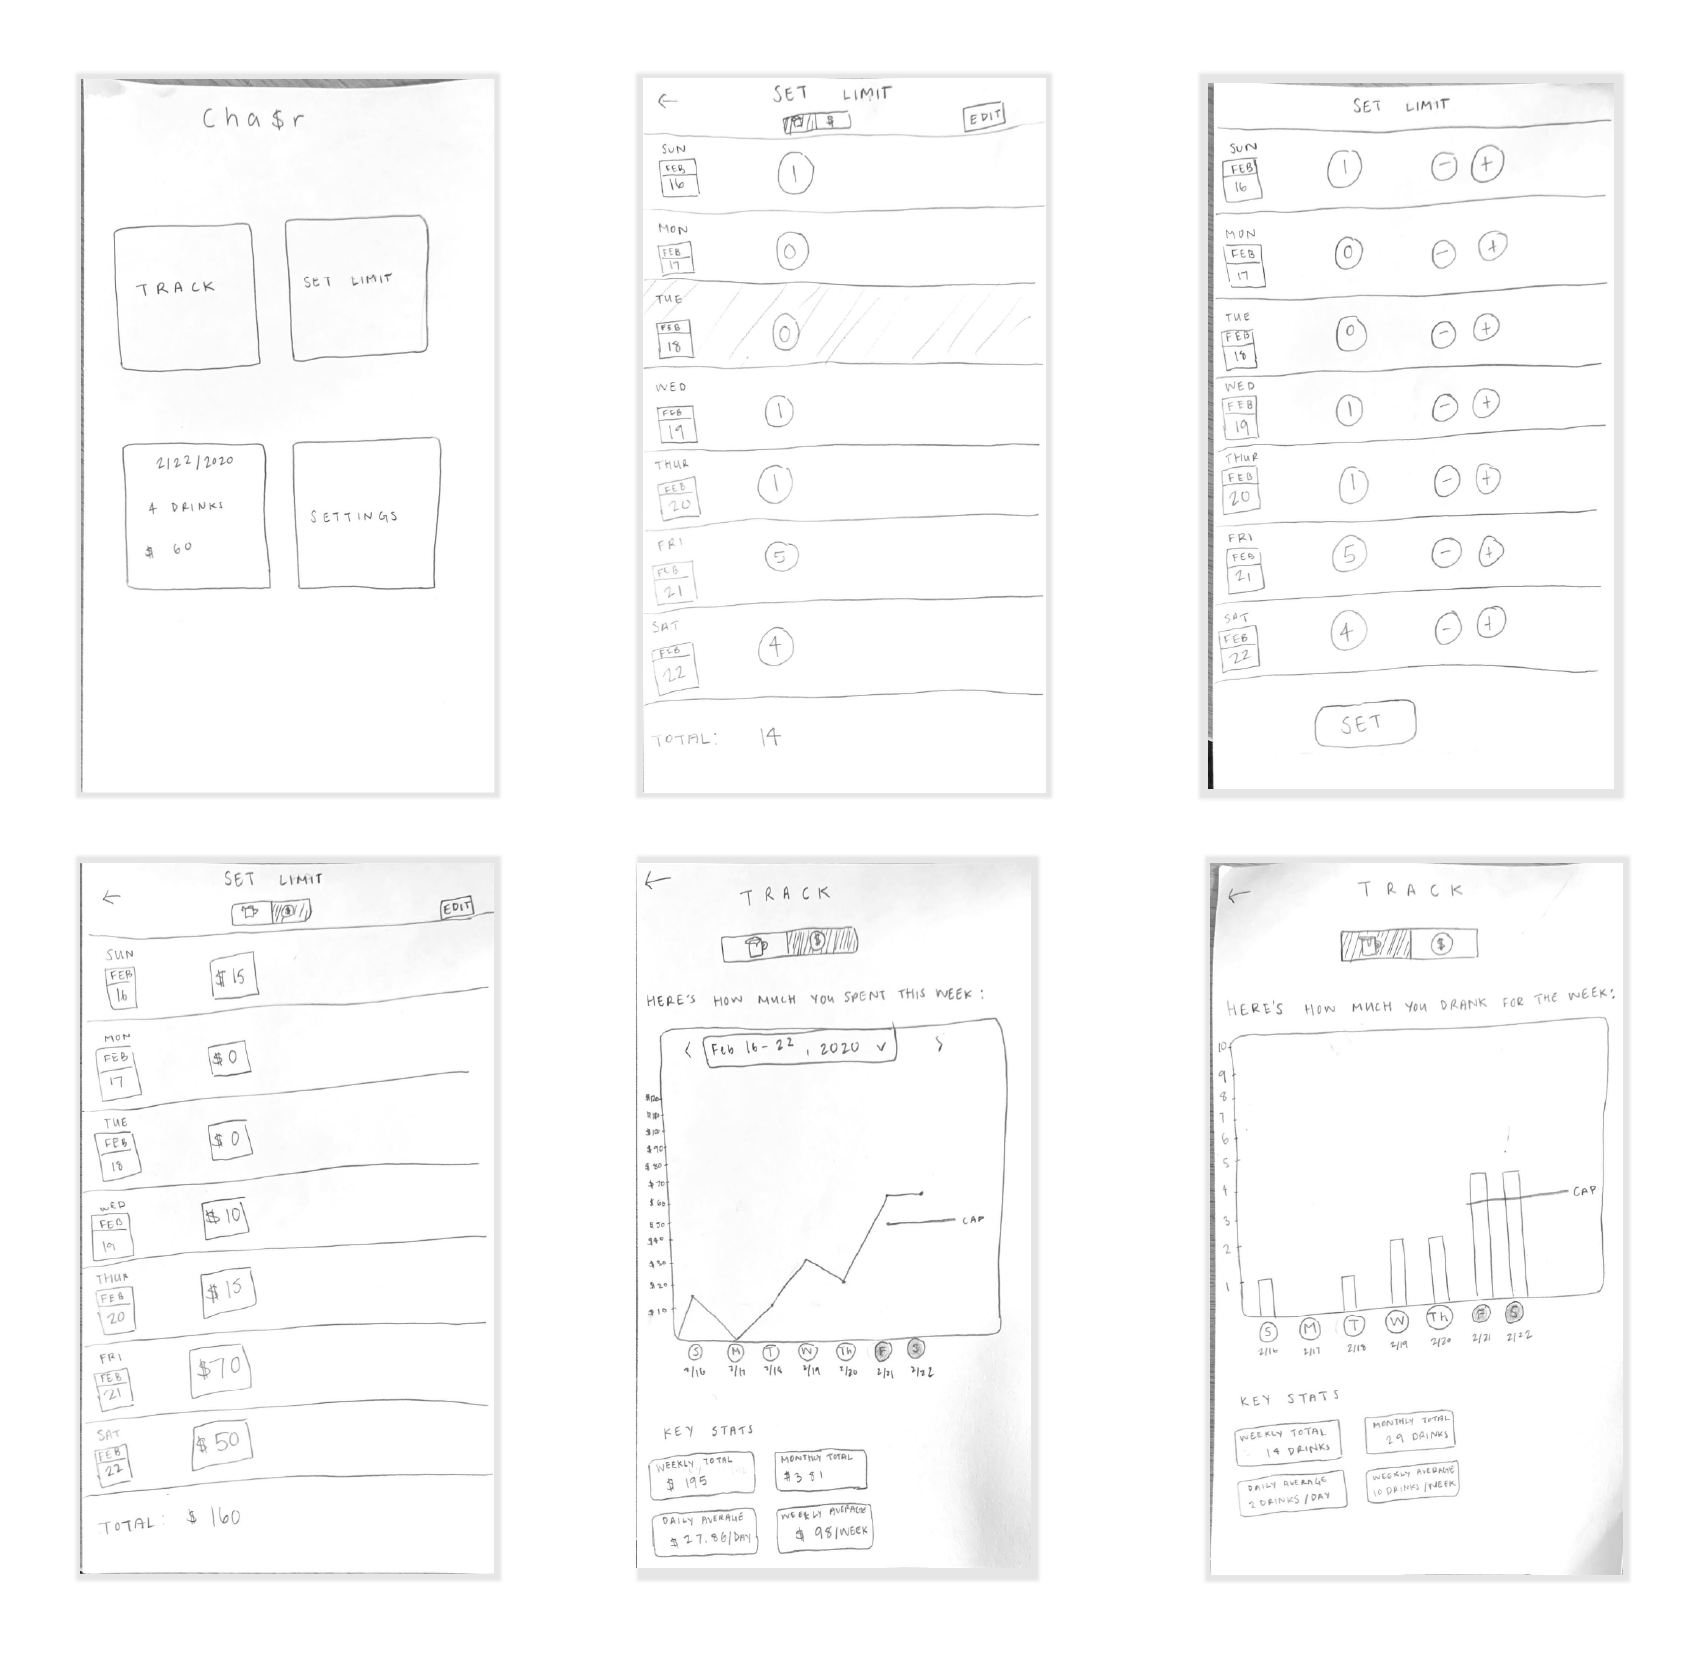 Cha$r
TRACK
SET LIMIT
2/22/2020
4 DRINKS
$ 60
SETTINGS
←
SET LIMIT
$
EDIT
SUN
FEB
16
1
MON
FEB
17
0
TUE
FEB
18
0
WED
FEB
19
1
THUR
FEB
20
1
FRI
FEB
21
5
SAT
FEB
22
4
TOTAL: 14
SET LIMIT
SUN
FEB
16
1 - +
MON
FEB
17
0 - +
TUE
FEB
18
0 - +
WED
FEB
19
1 - +
THUR
FEB
20
1 - +
FRI
FEB
21
5 - +
SAT
FEB
22
4 - +
SET
←
SET LIMIT
$
EDIT
SUN
FEB
16
$15
MON
FEB
17
$0
TUE
FEB
18
$0
WED
FEB
19
$10
THUR
FEB
20
$15
FRI
FEB
21
$70
SAT
FEB
22
$50
TOTAL: $ 160
←
TRACK
$
HERE'S HOW MUCH YOU SPENT THIS WEEK:
< Feb 16-22, 2020 ∨ >
$90
$80
$70
$60
$50
$40
$30
$20
$10
CAP
S M T W Th F S
2/16 2/17 2/18 2/19 2/20 2/21 2/22
KEY STATS
WEEKLY TOTAL
$ 195
MONTHLY TOTAL
$381
DAILY AVERAGE
$27.86/DAY
WEEKLY AVERAGE
$ 98/WEEK
←
TRACK
$
HERE'S HOW MUCH YOU DRANK FOR THE WEEK:
10
9
8
7
6
5
4
3
2
1
CAP
S M T W Th F S
2/16 2/17 2/18 2/19 2/20 2/21 2/22
KEY STATS
WEEKLY TOTAL
14 DRINKS
MONTHLY TOTAL
29 DRINKS
DAILY AVERAGE
2 DRINKS/DAY
WEEKLY AVERAGE
10 DRINKS/WEEK